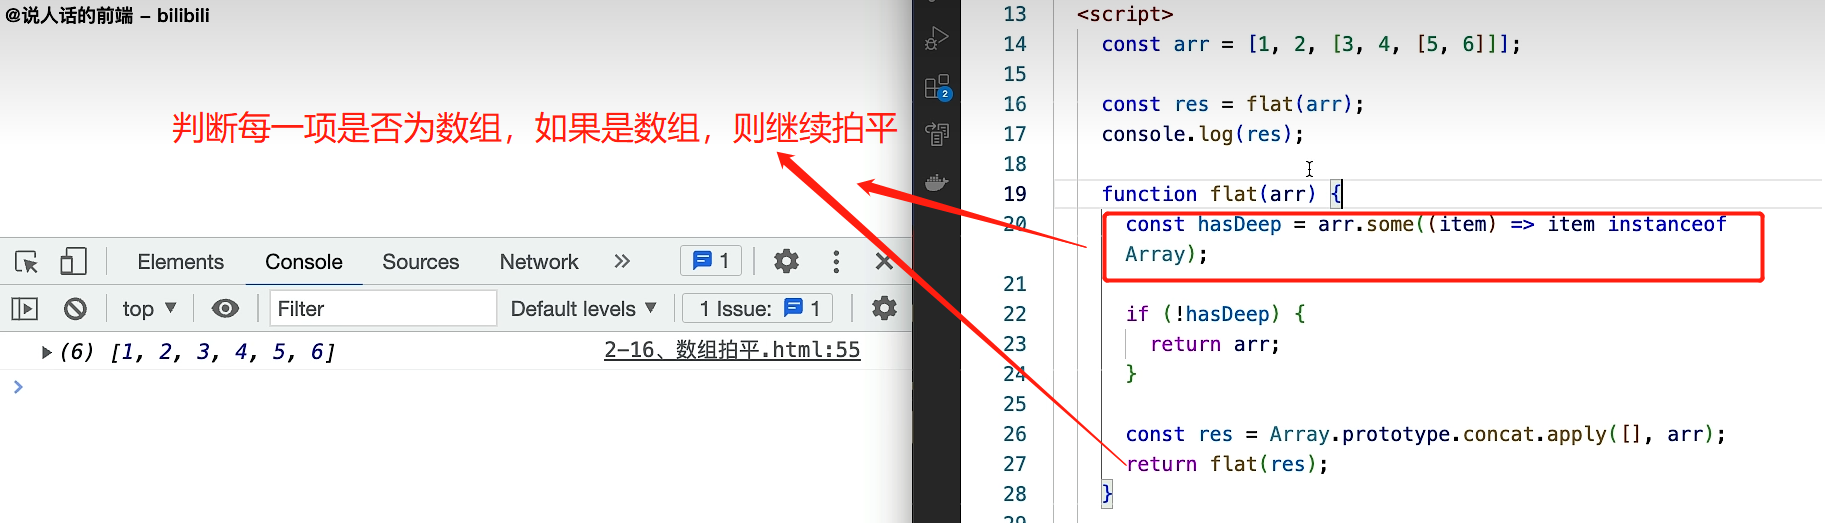 @说人话的前端 – bilibili
判断每一项是否为数组，如果是数组，则继续拍平
Elements Console Sources Network >> 1
top ▼ Filter Default levels ▼ 1 Issue: 1
▶ (6) [1, 2, 3, 4, 5, 6] 2-16、数组拍平.html:55
>
2
13 <script>
14 const arr = [1, 2, [3, 4, [5, 6]]];
15
16 const res = flat(arr);
17 console.log(res);
18
19 function flat(arr) {
20 const hasDeep = arr.some((item) => item instanceof
Array);
21
22 if (!hasDeep) {
23 return arr;
24 }
25
26 const res = Array.prototype.concat.apply([], arr);
27 return flat(res);
28 }
29